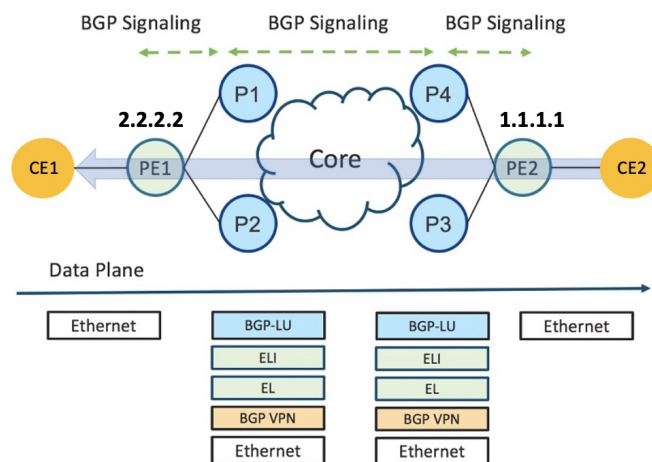 BGP Signaling BGP Signaling BGP Signaling
P1 P4
2.2.2.2 1.1.1.1
CE1 PE1 Core PE2 CE2
P2 P3
Data Plane
Ethernet BGP-LU BGP-LU Ethernet
ELI ELI
EL EL
BGP VPN BGP VPN
Ethernet Ethernet